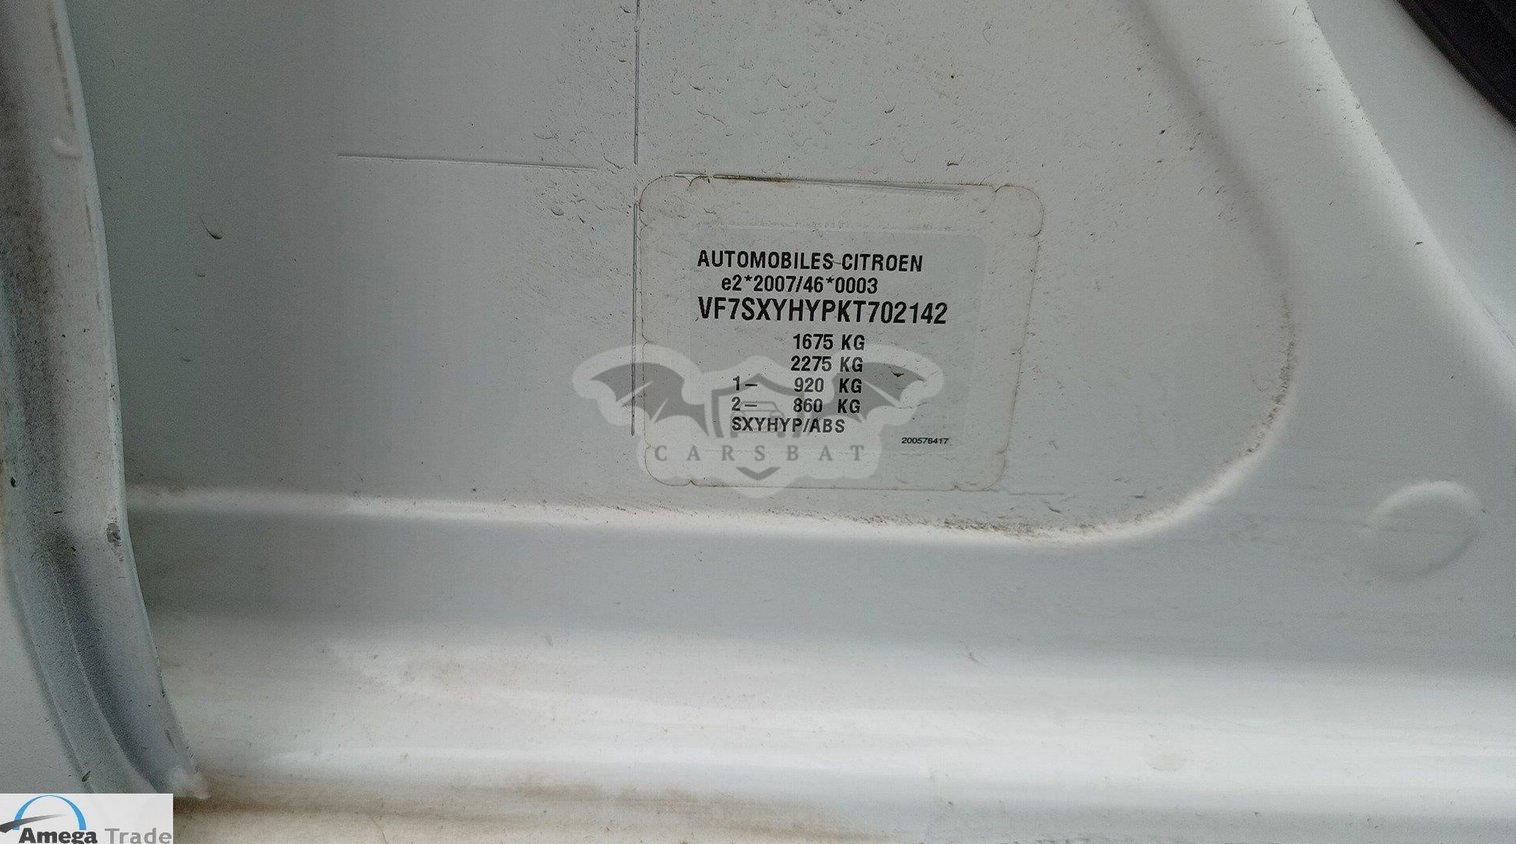 AUTOMOBILES CITROEN
e2*2007/46*0003
VF7SXYHYPKT702142
1675 KG
2275 KG
1- 920 KG
2- 860 KG
SXYHYP/ABS
200576417
CARSBAT
Amega Trade